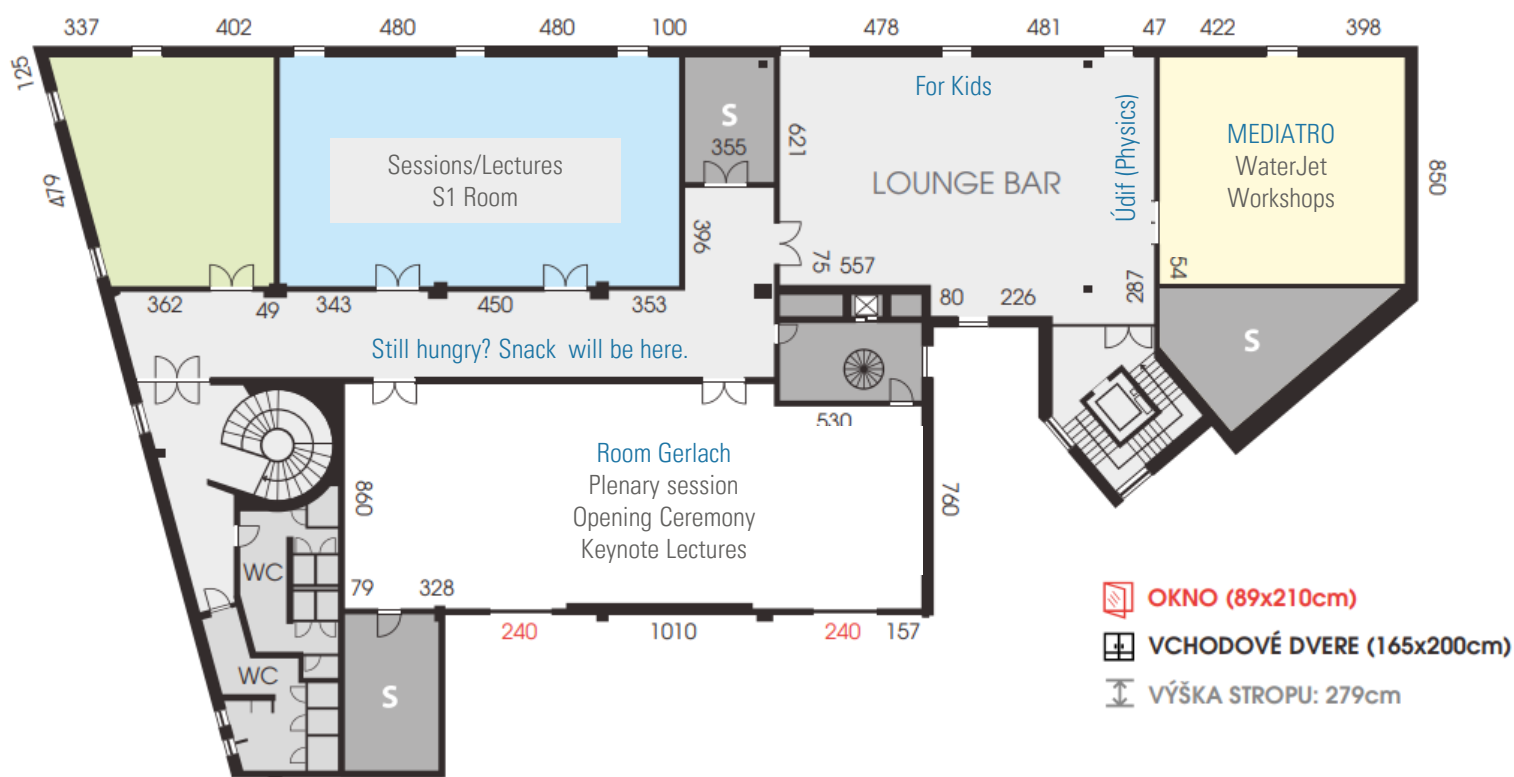 337 402 480 480 100 478 481 47 422 398
125
For Kids
S
355
621
Údif (Physics)
MEDIATRO
WaterJet
Workshops
Sessions/Lectures
S1 Room
LOUNGE BAR
479
850
396
75 557
54
287
362 49 343 450 353
80 226
S
Still hungry? Snack will be here.
530
Room Gerlach
Plenary session
Opening Ceremony
Keynote Lectures
860
760
WC
79 328
240 1010 240 157
WC
S
OKNO (89x210cm)
VCHODOVÉ DVERE (165x200cm)
VÝŠKA STROPU: 279cm